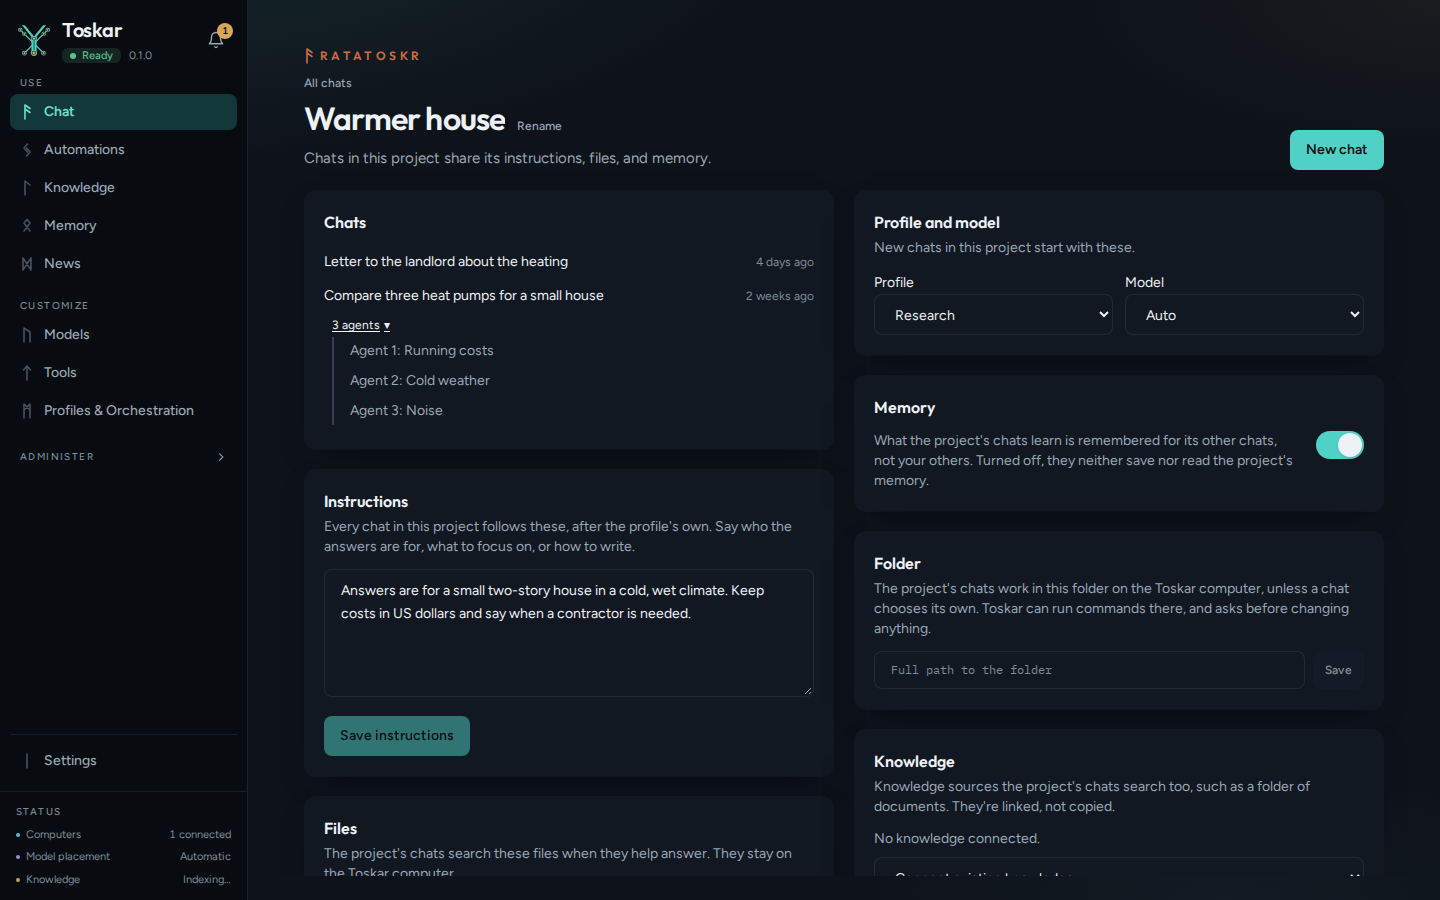 Toskar
Ready 0.1.0
1
USE
Chat
Automations
Knowledge
Memory
News
CUSTOMIZE
Models
Tools
Profiles & Orchestration
ADMINISTER
Settings
STATUS
Computers 1 connected
Model placement Automatic
Knowledge Indexing...
RATATOSKR
All chats
Warmer house Rename
Chats in this project share its instructions, files, and memory.
New chat
Chats
Letter to the landlord about the heating 4 days ago
Compare three heat pumps for a small house 2 weeks ago
3 agents ▾
Agent 1: Running costs
Agent 2: Cold weather
Agent 3: Noise
Instructions
Every chat in this project follows these, after the profile's own. Say who the
answers are for, what to focus on, or how to write.
Answers are for a small two-story house in a cold, wet climate. Keep
costs in US dollars and say when a contractor is needed.
Save instructions
Files
The project's chats search these files when they help answer. They stay on
the Toskar computer
Profile and model
New chats in this project start with these.
Profile Model
Research Auto
Memory
What the project's chats learn is remembered for its other chats,
not your others. Turned off, they neither save nor read the project's
memory.
Folder
The project's chats work in this folder on the Toskar computer, unless a chat
chooses its own. Toskar can run commands there, and asks before changing
anything.
Full path to the folder Save
Knowledge
Knowledge sources the project's chats search too, such as a folder of
documents. They're linked, not copied.
No knowledge connected.